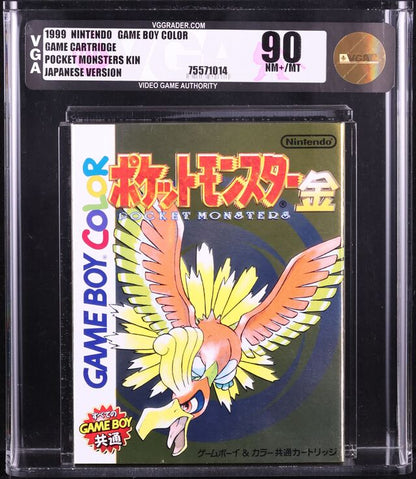 VGGRADER.COM
VGA
1999 NINTENDO GAME BOY COLOR
GAME CARTRIDGE
POCKET MONSTERS KIN
JAPANESE VERSION
75571014
90
NM+/MT
VGA
VIDEO GAME AUTHORITY
Nintendo
ポケットモンスター金
POCKET MONSTERS
GAME BOY COLOR
すべての
GAME BOY
共通
ゲームボーイ&カラー共通カートリッジ